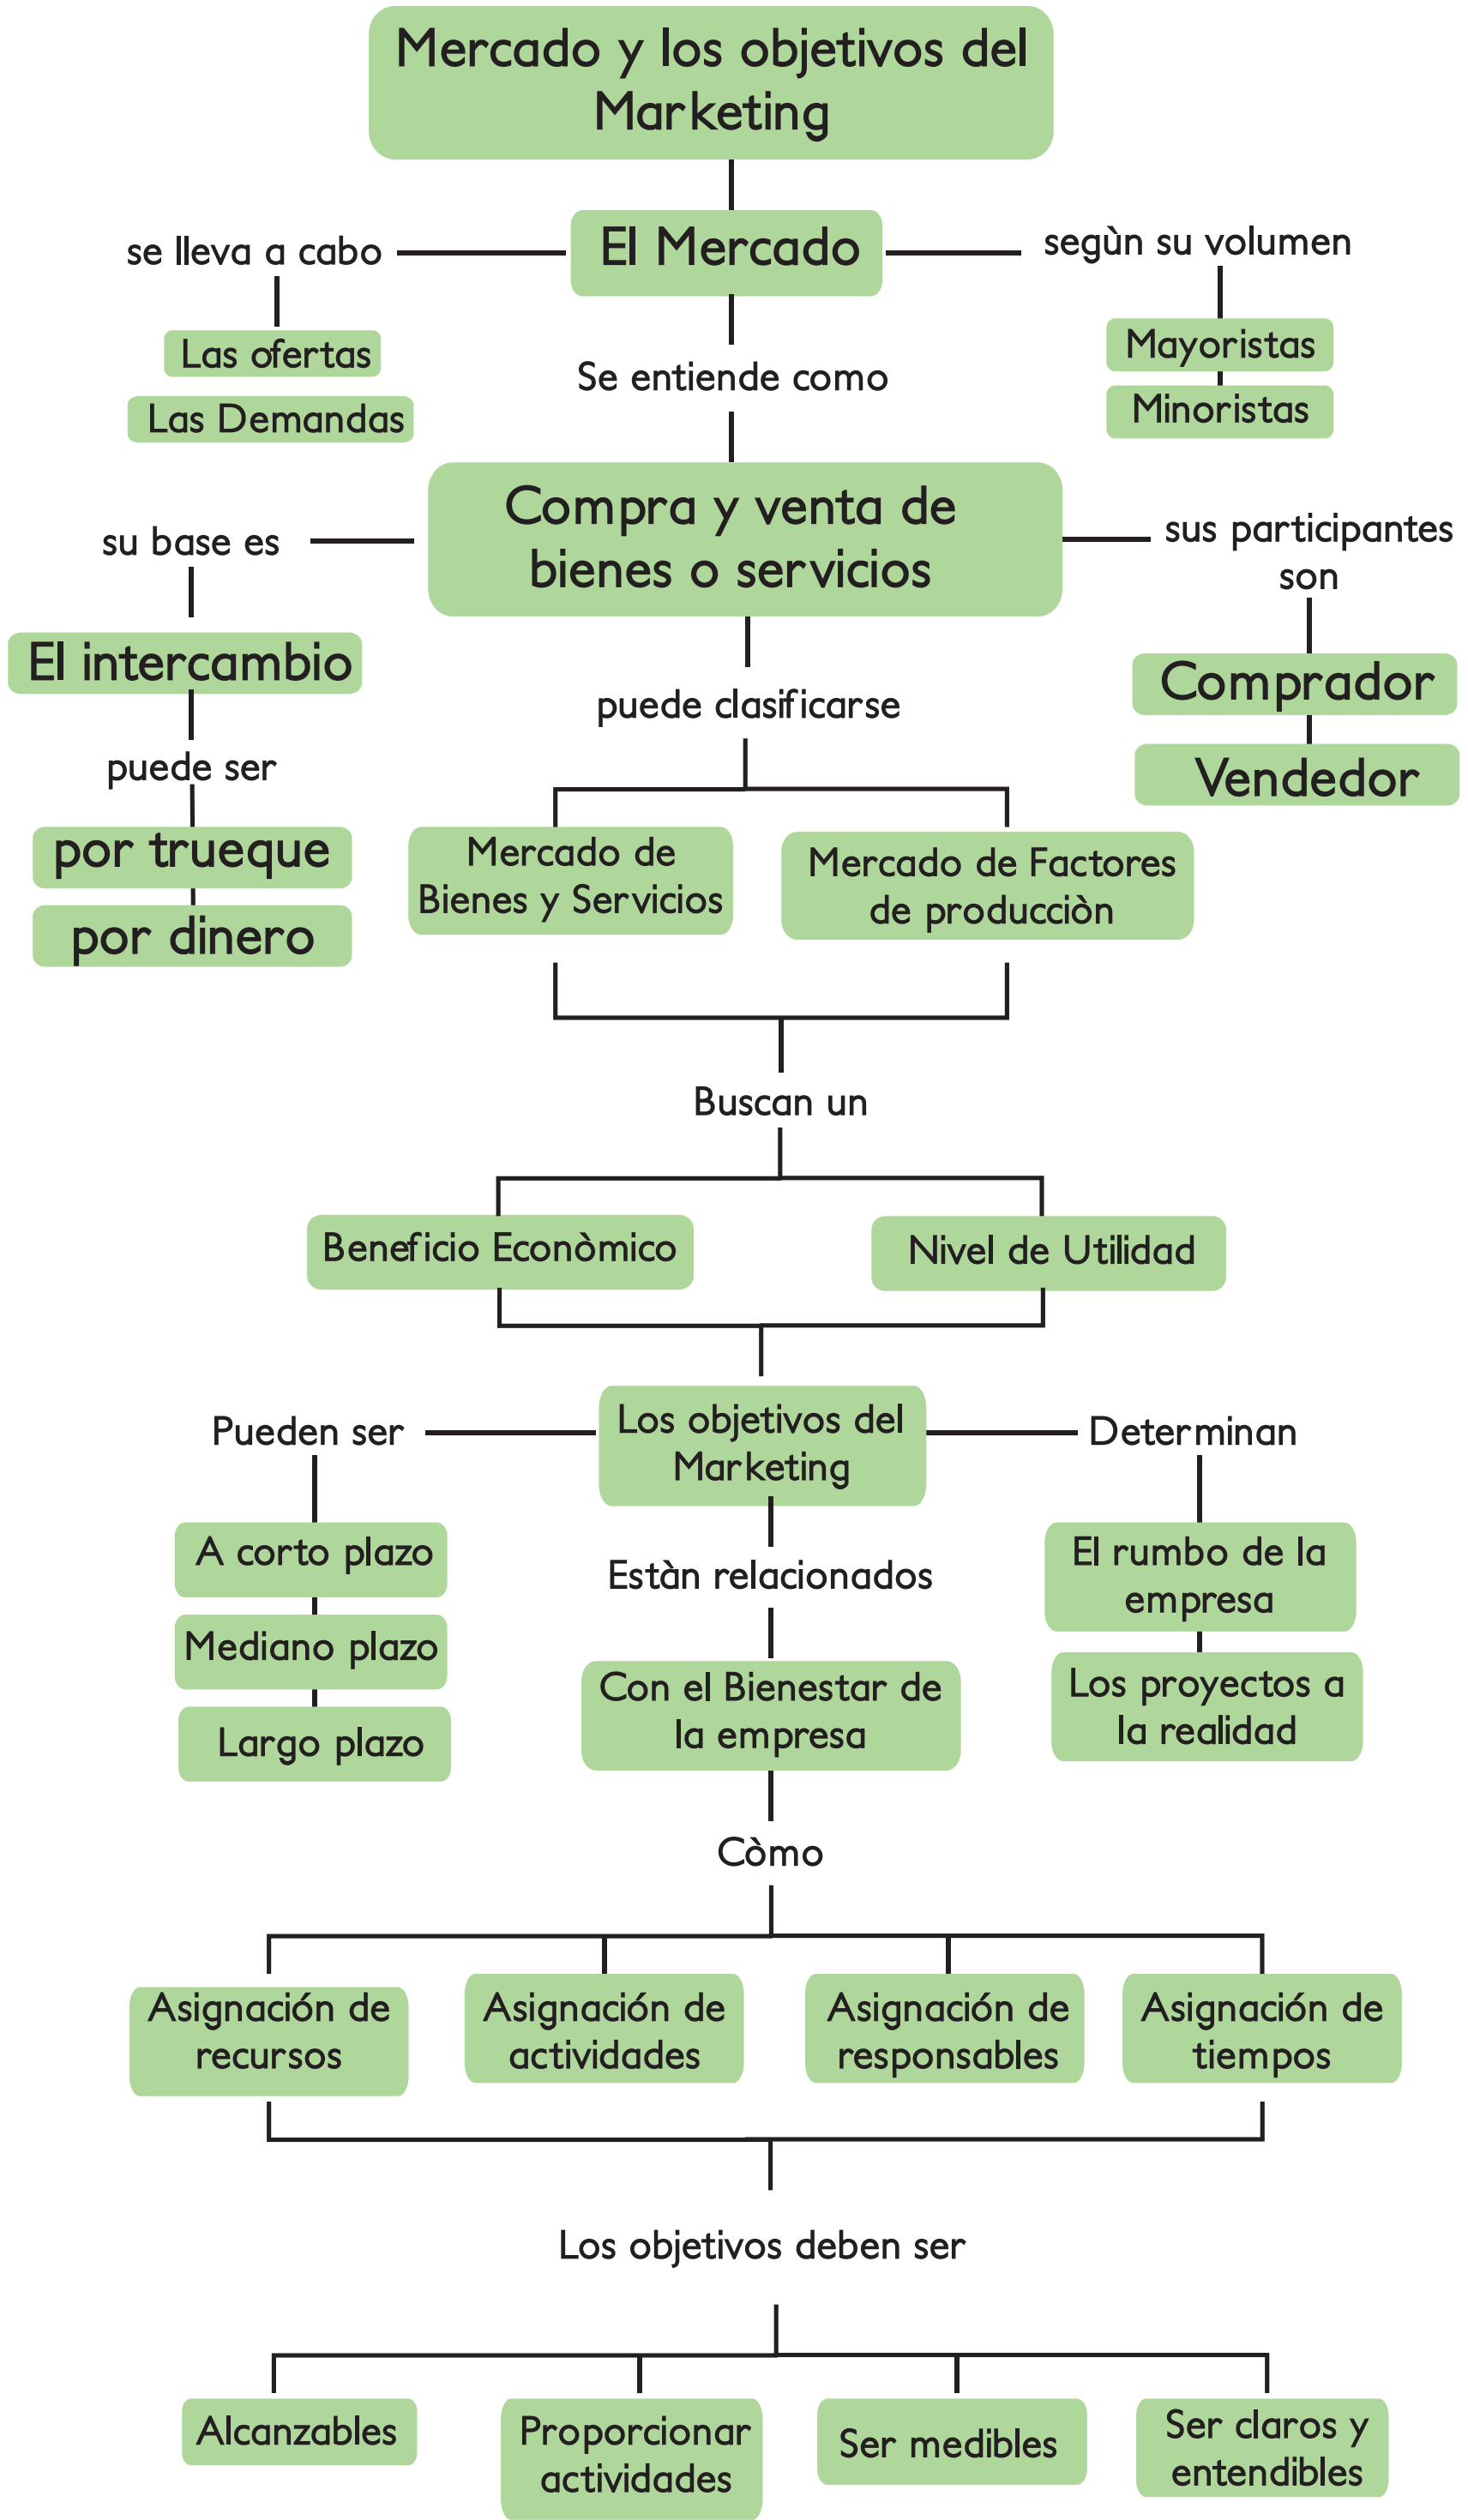 Mercado y los objetivos del
Marketing
El Mercado
se lleva a cabo
Las ofertas
Las Demandas
segùn su volumen
Mayoristas
Minoristas
Se entiende como
Compra y venta de
bienes o servicios
su base es
El intercambio
puede ser
por trueque
por dinero
sus participantes
son
Comprador
Vendedor
puede clasificarse
Mercado de
Bienes y Servicios
Mercado de Factores
de producciòn
Buscan un
Beneficio Econòmico
Nivel de Utilidad
Los objetivos del
Marketing
Pueden ser
A corto plazo
Mediano plazo
Largo plazo
Determinan
El rumbo de la
empresa
Los proyectos a
la realidad
Estàn relacionados
Con el Bienestar de
la empresa
Còmo
Asignación de
recursos
Asignación de
actividades
Asignación de
responsables
Asignación de
tiempos
Los objetivos deben ser
Alcanzables
Proporcionar
actividades
Ser medibles
Ser claros y
entendibles